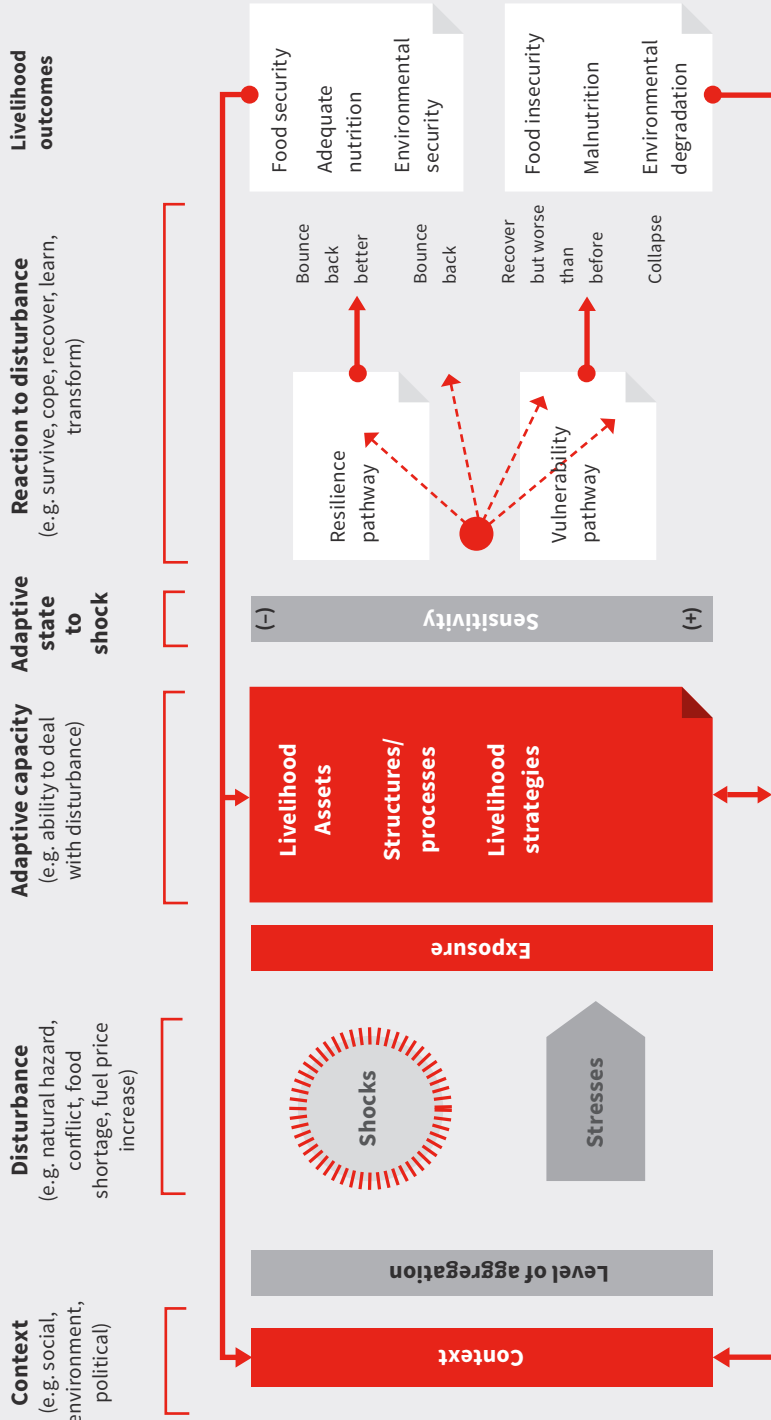 Context
(e.g. social,
environment,
political)
Disturbance
(e.g. natural hazard,
conflict, food
shortage, fuel price
increase)
Adaptive capacity
(e.g. ability to deal
with disturbance)
Adaptive
state
to
shock
Reaction to disturbance
(e.g. survive, cope, recover, learn,
transform)
Livelihood
outcomes
Context
Level of aggregation
Shocks
Stresses
Exposure
Livelihood
Assets
Structures/
processes
Livelihood
strategies
(–)
Sensitivity
(+)
Resilience
pathway
Vulnerability
pathway
Bounce
back
better
Bounce
back
Recover
but worse
than
before
Collapse
Food security
Adequate
nutrition
Environmental
security
Food insecurity
Malnutrition
Environmental
degradation